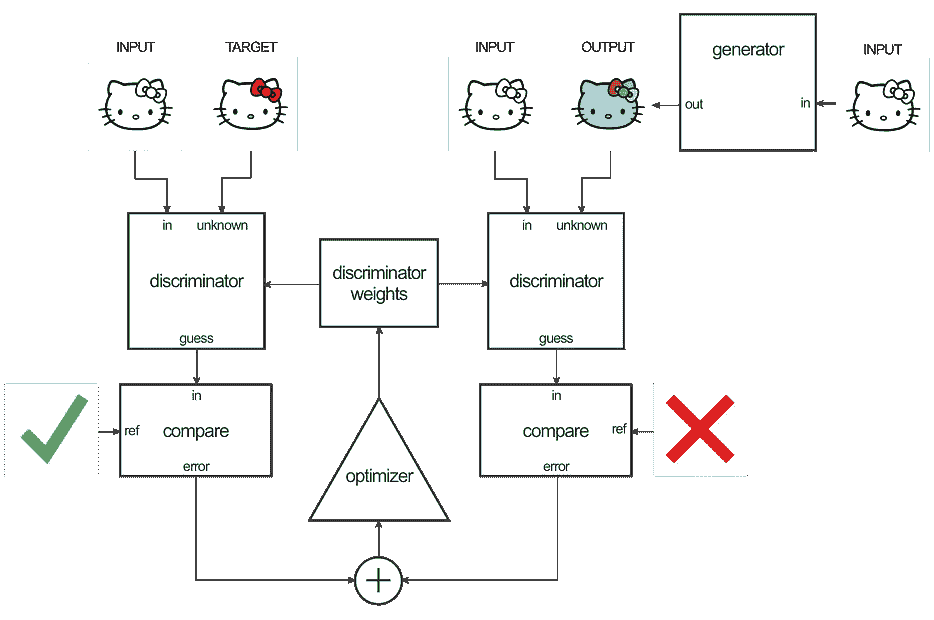 INPUT
TARGET
INPUT
OUTPUT
generator
INPUT
out
in
in
unknown
discriminator
guess
discriminator
weights
in
unknown
discriminator
guess
in
ref
compare
error
optimizer
in
compare
ref
error